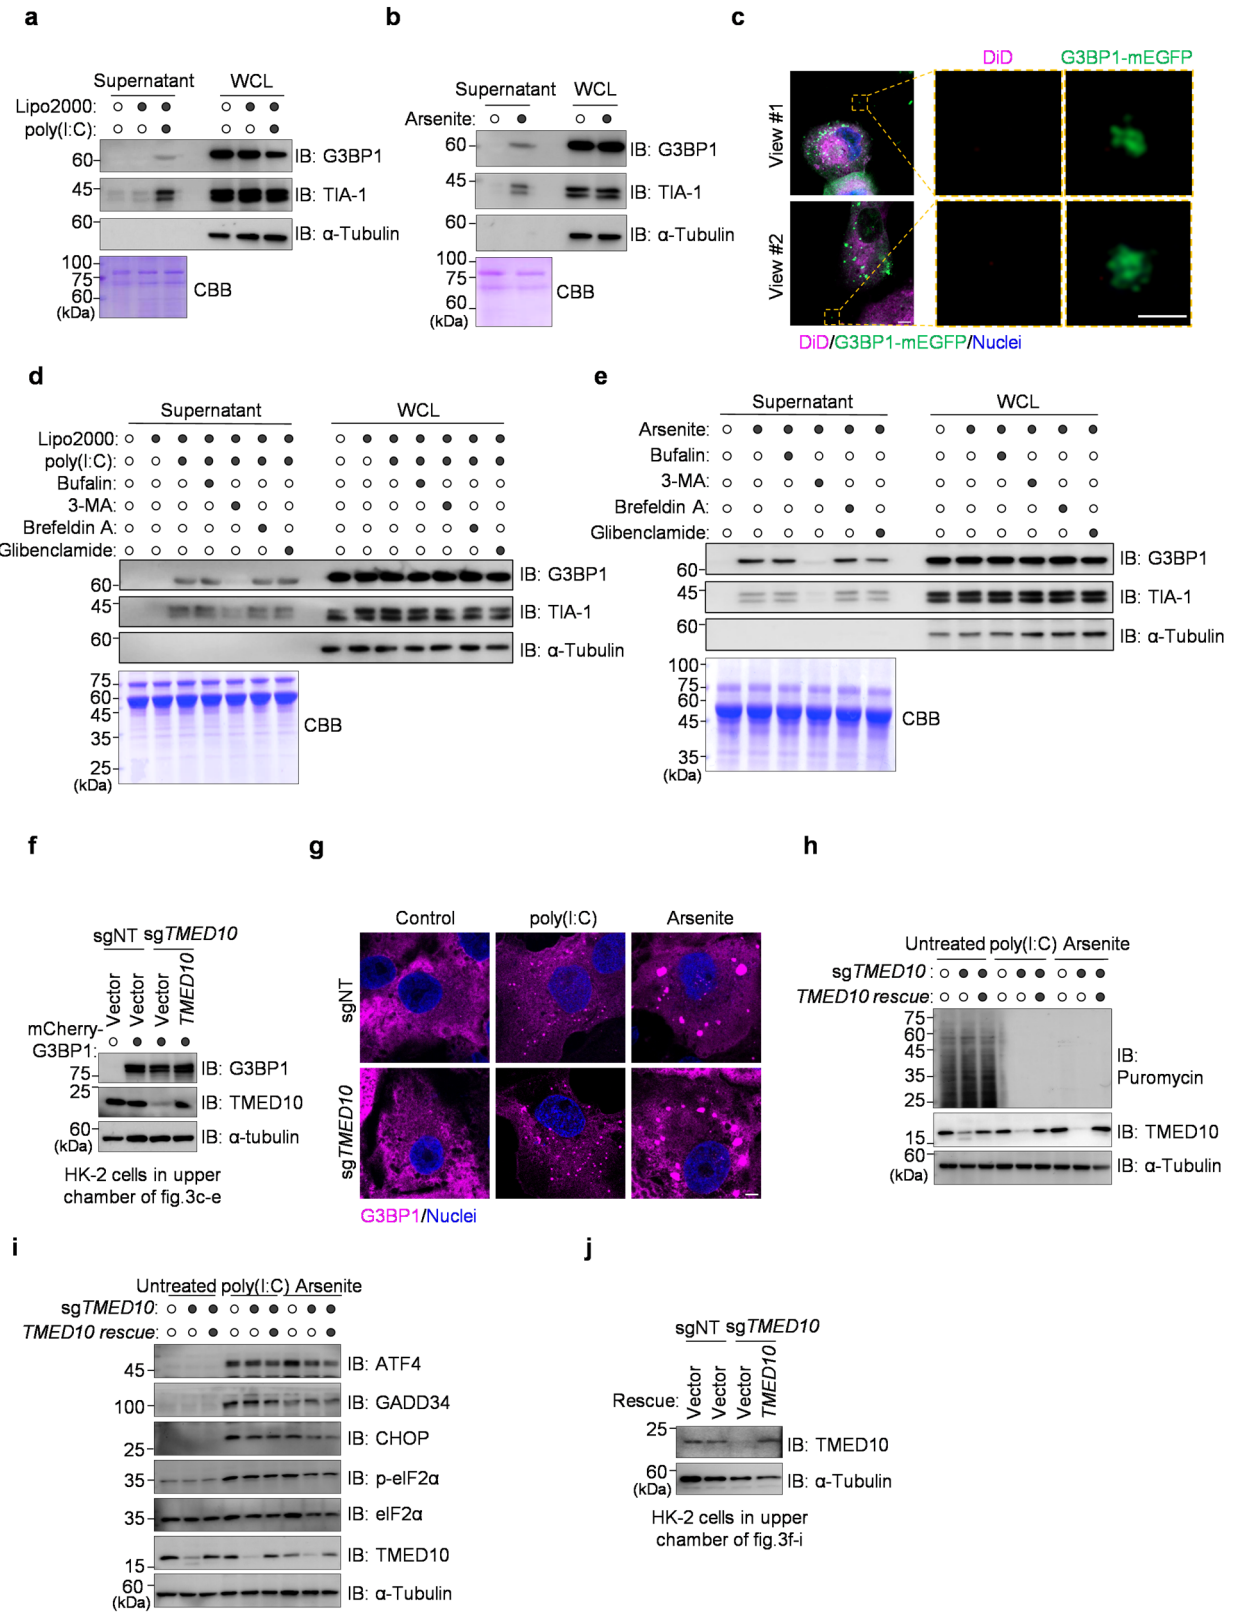 a
Supernatant WCL
Lipo2000:
poly(I:C):
60
IB: G3BP1
45
IB: TIA-1
60
IB: α-Tubulin
100
75
60
(kDa)
CBB
b
Supernatant WCL
Arsenite:
60
IB: G3BP1
45
IB: TIA-1
60
IB: α-Tubulin
100
75
60
(kDa)
CBB
c
DiD G3BP1-mEGFP
View #1
View #2
DiD/G3BP1-mEGFP/Nuclei
d
Supernatant WCL
Lipo2000:
poly(I:C):
Bufalin:
3-MA:
Brefeldin A:
Glibenclamide:
60
IB: G3BP1
45
IB: TIA-1
60
IB: α-Tubulin
75
60
45
35
25
(kDa)
CBB
e
Supernatant WCL
Arsenite:
Bufalin:
3-MA:
Brefeldin A:
Glibenclamide:
60
IB: G3BP1
45
IB: TIA-1
60
IB: α-Tubulin
100
75
60
45
35
(kDa)
CBB
f
sgNT sgTMED10
Vector Vector Vector TMED10
mCherry-
G3BP1:
75
IB: G3BP1
25
IB: TMED10
60
(kDa)
IB: α-tubulin
HK-2 cells in upper
chamber of fig.3c-e
g
Control poly(I:C) Arsenite
sgNT
sgTMED10
G3BP1/Nuclei
h
Untreated poly(I:C) Arsenite
sgTMED10:
TMED10 rescue:
75
60
45
35
25
IB:
Puromycin
15
IB: TMED10
60
(kDa)
IB: α-Tubulin
i
Untreated poly(I:C) Arsenite
sgTMED10:
TMED10 rescue:
45
IB: ATF4
100
IB: GADD34
25
IB: CHOP
35
IB: p-eIF2α
35
IB: eIF2α
15
IB: TMED10
60
(kDa)
IB: α-Tubulin
j
sgNT sgTMED10
Rescue: Vector Vector Vector TMED10
25
IB: TMED10
60
(kDa)
IB: α-Tubulin
HK-2 cells in upper
chamber of fig.3f-i